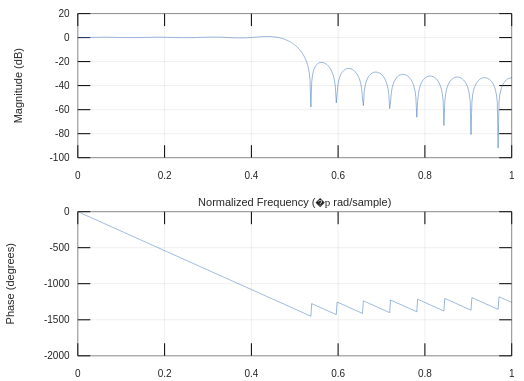 20
0
-20
-40
-60
-80
-100
Magnitude (dB)
0 0.2 0.4 0.6 0.8 1
Normalized Frequency (�p rad/sample)
0
-500
-1000
-1500
-2000
Phase (degrees)
0 0.2 0.4 0.6 0.8 1